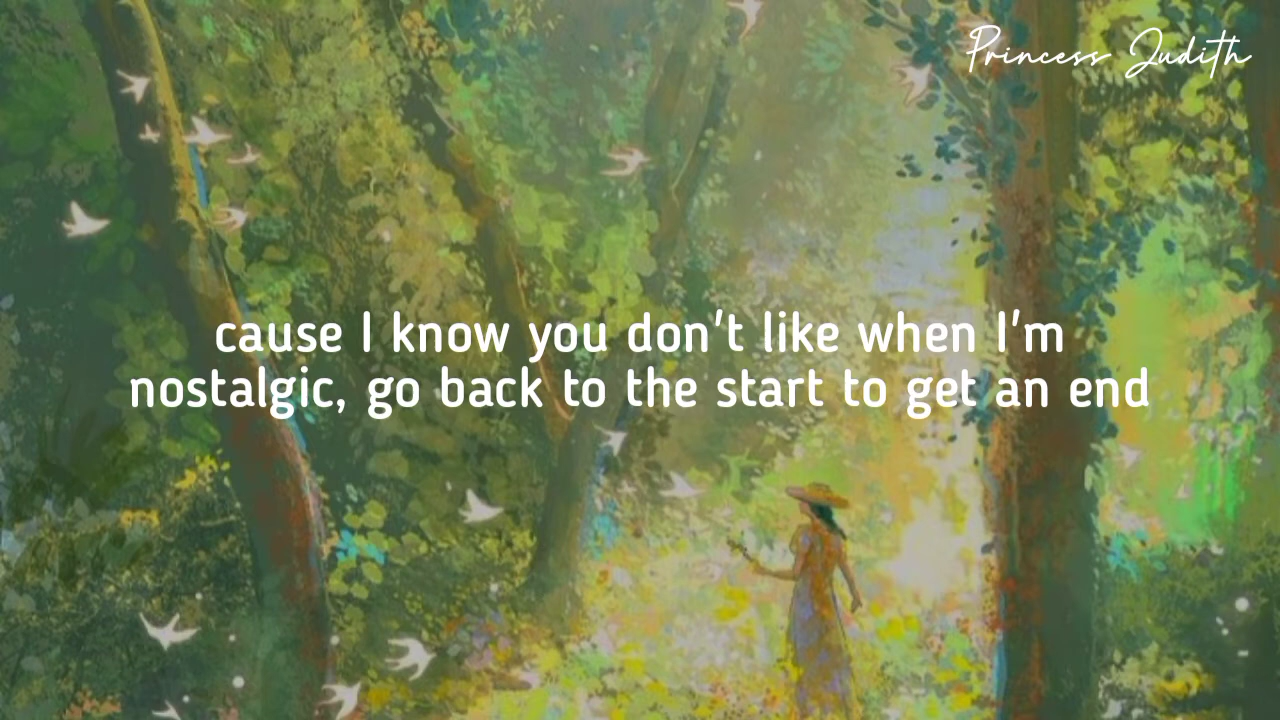 Princess Judith
cause I know you don't like when I'm
nostalgic, go back to the start to get an end